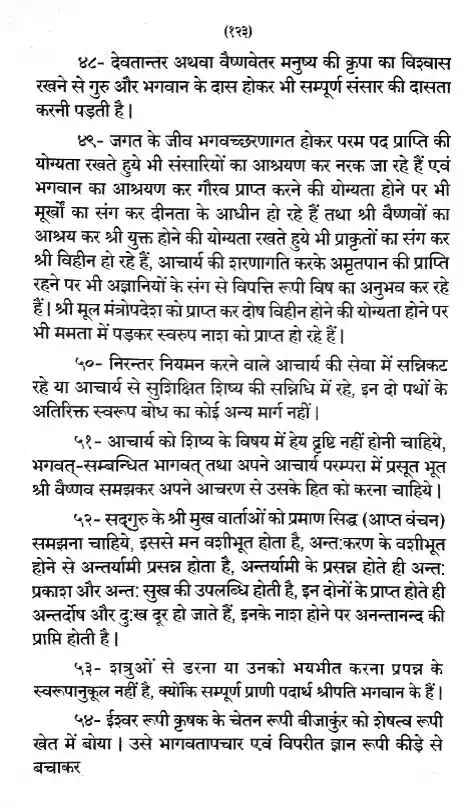 (१२३)
४८- देवतान्तर अथवा वैष्णवेतर मनुष्य की कृपा का विश्वास
रखने से गुरु और भगवान के दास होकर भी सम्पूर्ण संसार की दासता
करनी पड़ती है।
४९- जगत के जीव भगवच्छरणागत होकर परम पद प्राप्ति की
योग्यता रखते हुये भी संसारियों का आश्रयण कर नरक जा रहे हैं एवं
भगवान का आश्रयण कर गौरव प्राप्त करने की योग्यता होने पर भी
मूर्खों का संग कर दीनता के आधीन हो रहे हैं तथा श्री वैष्णवों का
आश्रय कर श्री युक्त होने की योग्यता रखते हुये भी प्राकृतों का संग कर
श्री विहीन हो रहे हैं, आचार्य की शरणागति करके अमृतपान की प्राप्ति
रहने पर भी अज्ञानियों के संग से विपत्ति रूपी विष का अनुभव कर रहे
हैं। श्री मूल मंत्रोपदेश को प्राप्त कर दोष विहीन होने की योग्यता होने पर
भी ममता में पड़कर स्वरुप नाश को प्राप्त हो रहे हैं।
५०- निरन्तर नियमन करने वाले आचार्य की सेवा में सन्निकट
रहे या आचार्य से सुशिक्षित शिष्य की सन्निधि में रहे, इन दो पथों के
अतिरिक्त स्वरूप बोध का कोई अन्य मार्ग नहीं।
५१- आचार्य को शिष्य के विषय में हेय दृष्टि नहीं होनी चाहिये,
भगवत्-सम्बन्धित भागवत् तथा अपने आचार्य परम्परा में प्रसूत भूत
श्री वैष्णव समझकर अपने आचरण से उसके हित को करना चाहिये।
५२- सद्‌गुरु के श्री मुख वार्ताओं को प्रमाण सिद्ध (आप्त वंचन)
समझना चाहिये, इससे मन वशीभूत होता है, अन्त:करण के वशीभूत
होने से अन्तर्यामी प्रसन्न होता है, अन्तर्यामी के प्रसन्न होते ही अन्त:
प्रकाश और अन्त: सुख की उपलब्धि होती है, इन दोनों के प्राप्त होते ही
अन्तर्दोष और दु:ख दूर हो जाते हैं, इनके नाश होने पर अनन्तानन्द की
प्राप्ति होती है।
५३- शत्रुओं से डरना या उनको भयभीत करना प्रपन्न के
स्वरूपानुकूल नहीं है, क्योंकि सम्पूर्ण प्राणी पदार्थ श्रीपति भगवान के हैं।
५४- ईश्वर रूपी कृषक के चेतन रूपी बीजाकुंर को शेषत्व रूपी
खेत में बोया। उसे भागवतापचार एवं विपरीत ज्ञान रूपी कीड़े से
बचाकर